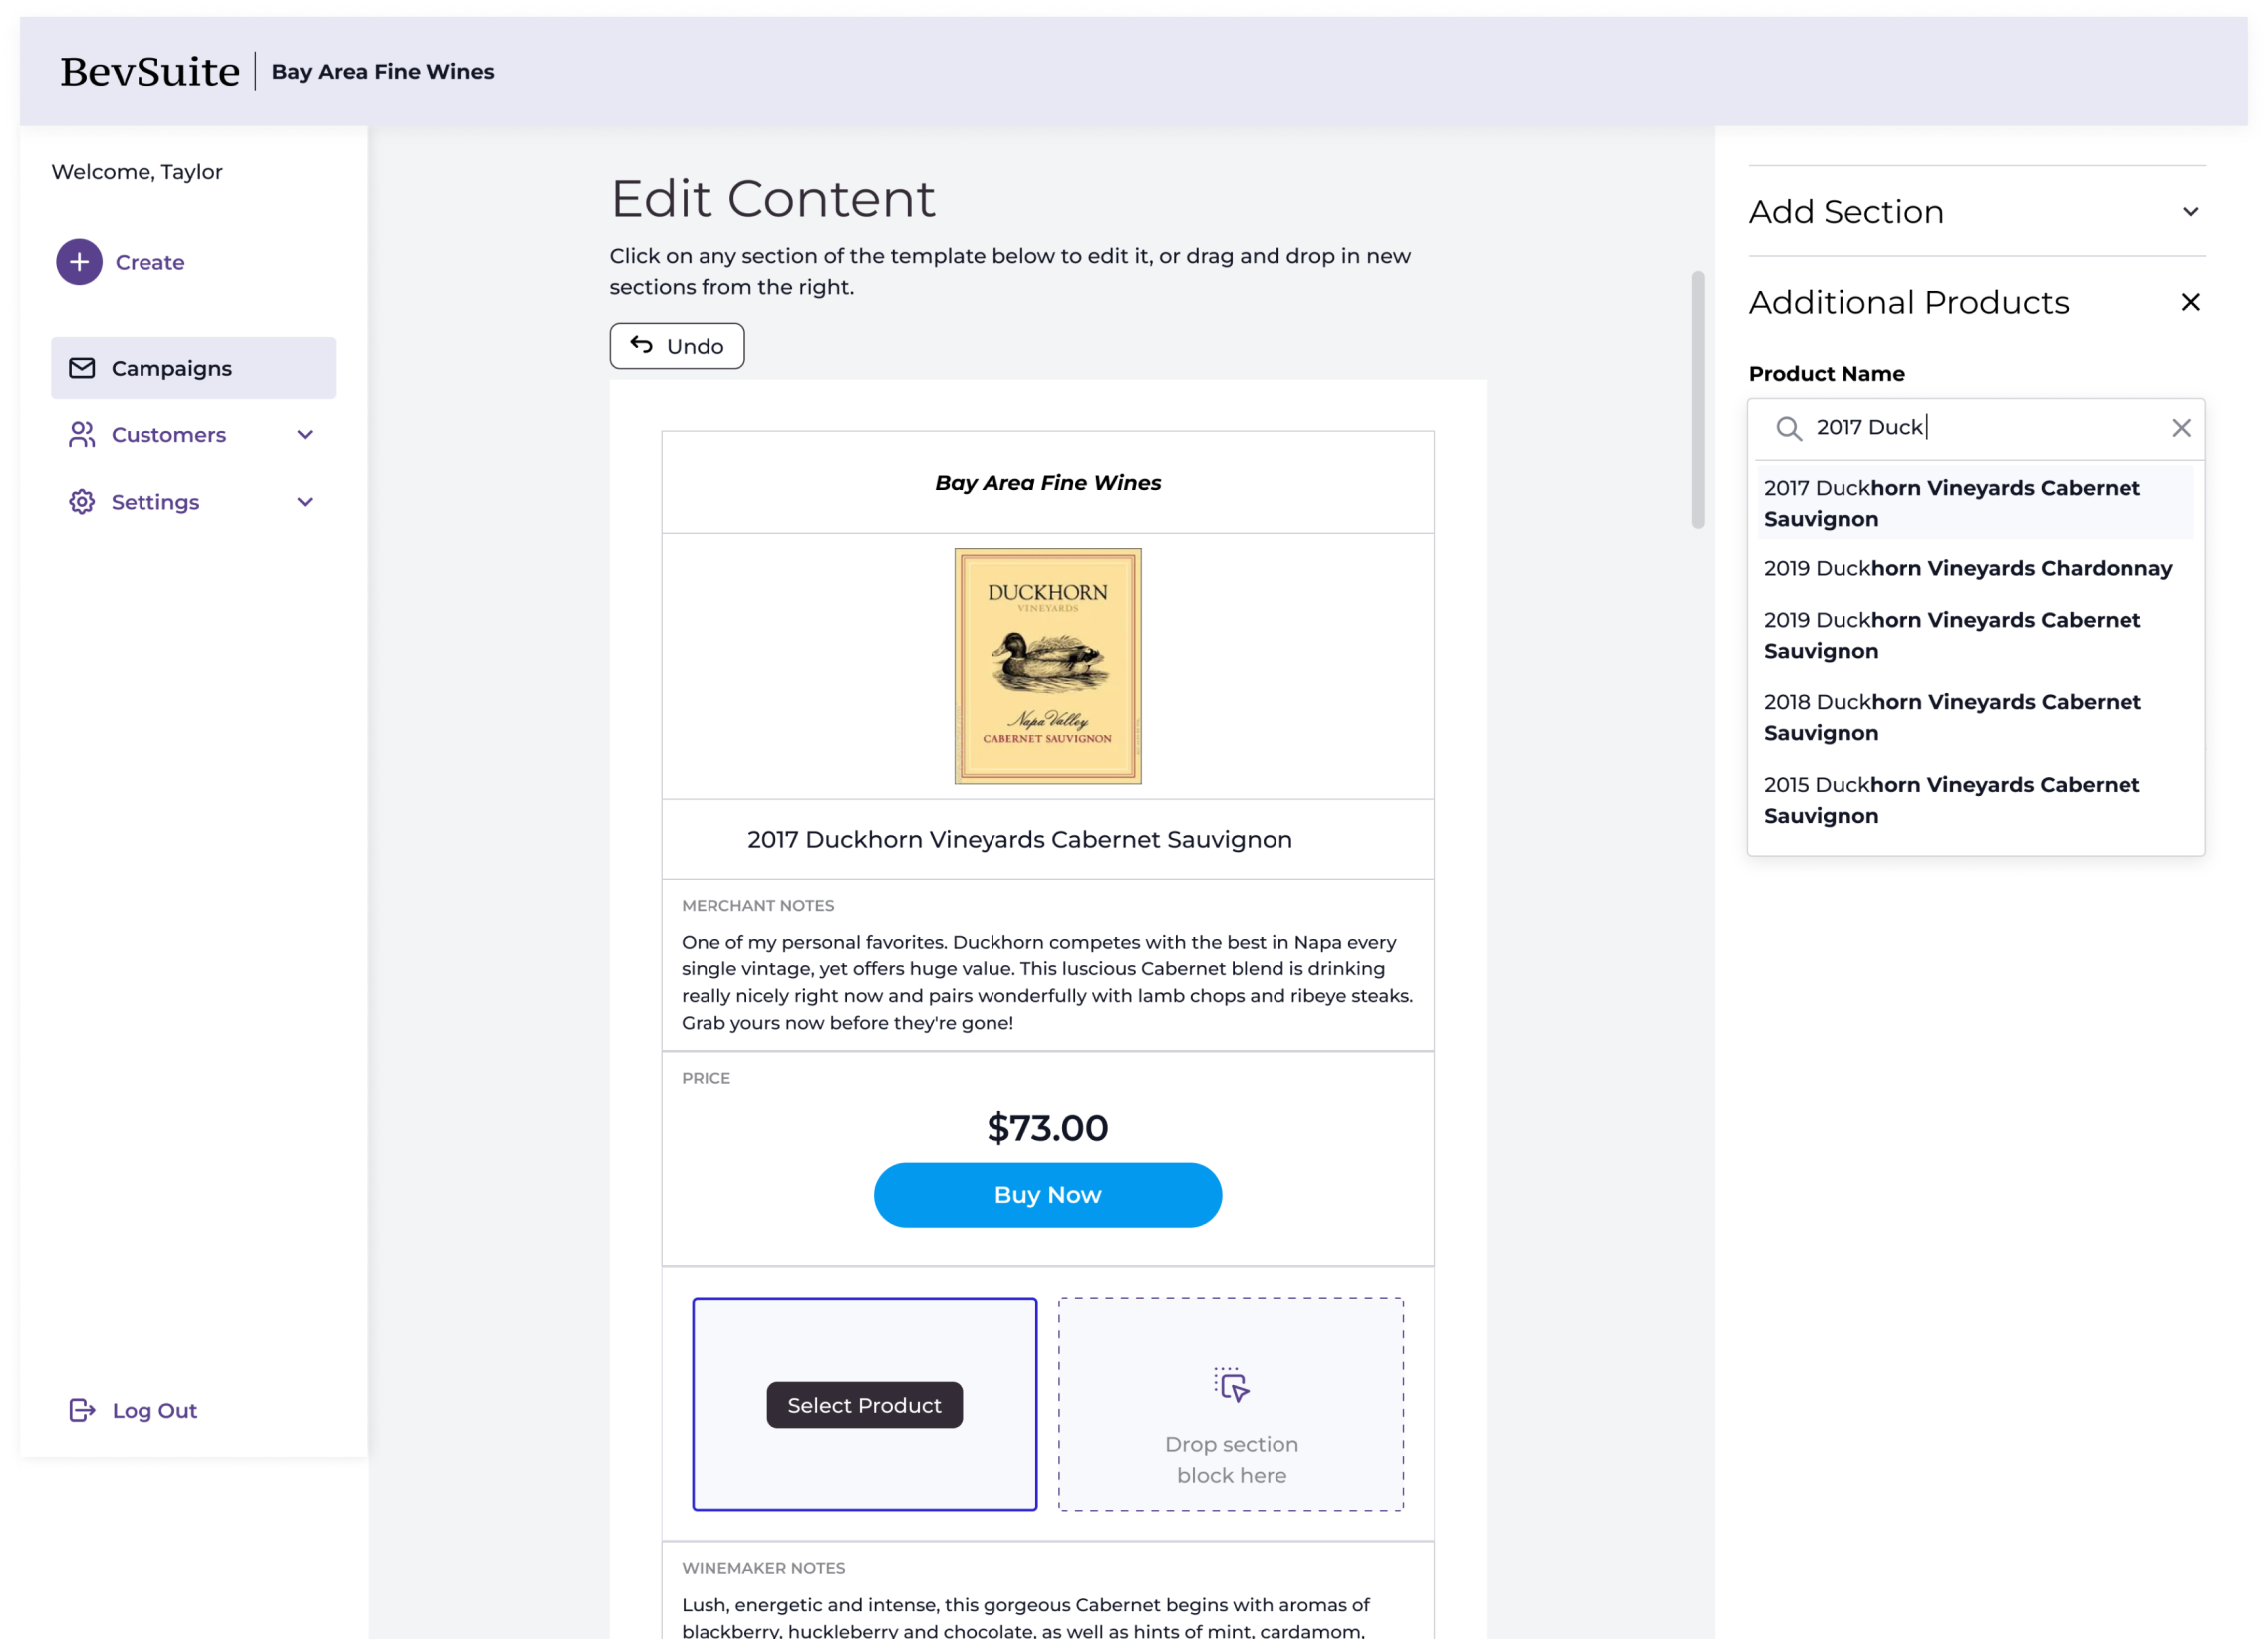 BevSuite
Bay Area Fine Wines
Welcome, Taylor
Create
Campaigns
Customers
Settings
Log Out
Edit Content
Click on any section of the template below to edit it, or drag and drop in new
sections from the right.
Undo
Bay Area Fine Wines
DUCKHORN
VINEYARDS
Napa Valley
CABERNET SAUVIGNON
2017 Duckhorn Vineyards Cabernet Sauvignon
MERCHANT NOTES
One of my personal favorites. Duckhorn competes with the best in Napa every
single vintage, yet offers huge value. This luscious Cabernet blend is drinking
really nicely right now and pairs wonderfully with lamb chops and ribeye steaks.
Grab yours now before they're gone!
PRICE
$73.00
Buy Now
Select Product
Drop section
block here
WINEMAKER NOTES
Lush, energetic and intense, this gorgeous Cabernet begins with aromas of
blackberry, huckleberry and chocolate, as well as hints of mint, cardamom,
Add Section
Additional Products
Product Name
2017 Duck
2017 Duckhorn Vineyards Cabernet
Sauvignon
2019 Duckhorn Vineyards Chardonnay
2019 Duckhorn Vineyards Cabernet
Sauvignon
2018 Duckhorn Vineyards Cabernet
Sauvignon
2015 Duckhorn Vineyards Cabernet
Sauvignon